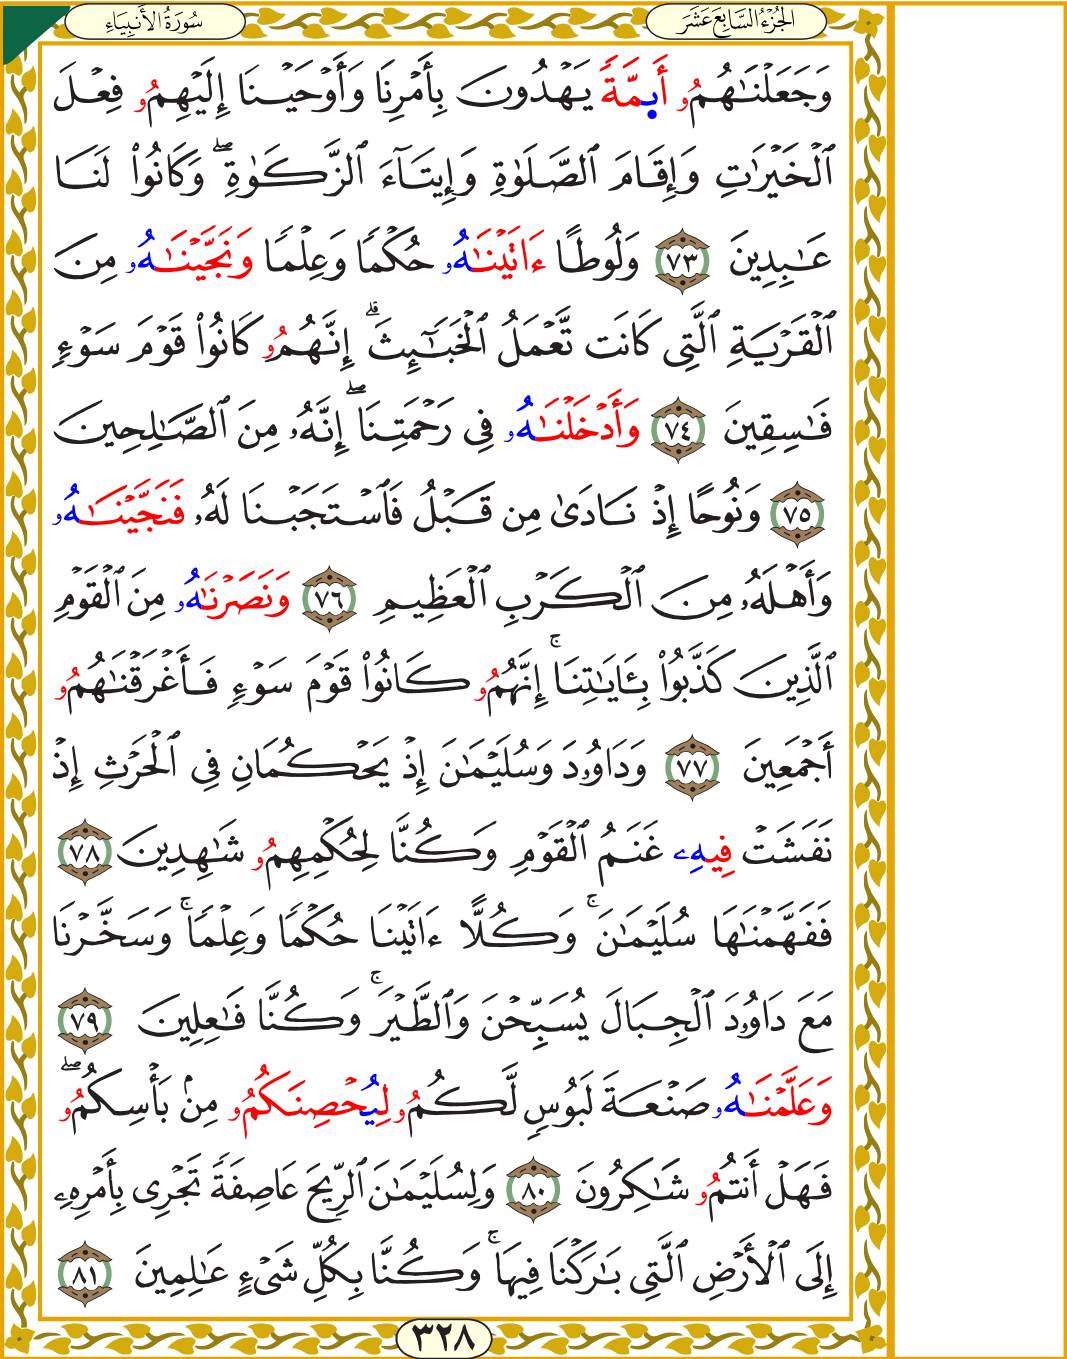 الجُزْءُ السَّابِعَ عَشَرَ
سُورَةُ الأَنبِيَاءِ
وَجَعَلْنَٰهُمُۥ أَىِٕمَّةً يَهْدُونَ بِأَمْرِنَا وَأَوْحَيْنَا إِلَيْهِمُۥ فِعْلَ
ٱلْخَيْرَٰتِ وَإِقَامَ ٱلصَّلَوٰةِ وَإِيتَآءَ ٱلزَّكَوٰةِ ۖ وَكَانُوا۟ لَنَا
عَٰبِدِينَ ٧٣ وَلُوطًا ءَاتَيْنَٰهُۥ حُكْمًا وَعِلْمًا وَنَجَّيْنَٰهُۥ مِنَ
ٱلْقَرْيَةِ ٱلَّتِى كَانَت تَّعْمَلُ ٱلْخَبَٰٓئِثَ ۗ إِنَّهُمُۥ كَانُوا۟ قَوْمَ سَوْءٍ
فَٰسِقِينَ ٧٤ وَأَدْخَلْنَٰهُۥ فِى رَحْمَتِنَا ۖ إِنَّهُۥ مِنَ ٱلصَّٰلِحِينَ
٧٥ وَنُوحًا إِذْ نَادَىٰ مِن قَبْلُ فَٱسْتَجَبْنَا لَهُۥ فَنَجَّيْنَٰهُۥ
وَأَهْلَهُۥ مِنَ ٱلْكَرْبِ ٱلْعَظِيمِ ٧٦ وَنَصَرْنَٰهُۥ مِنَ ٱلْقَوْمِ
ٱلَّذِينَ كَذَّبُوا۟ بِـَٔايَٰتِنَا ۚ إِنَّهُمُۥ كَانُوا۟ قَوْمَ سَوْءٍ فَأَغْرَقْنَٰهُمُۥ
أَجْمَعِينَ ٧٧ وَدَاوُۥدَ وَسُلَيْمَٰنَ إِذْ يَحْكُمَانِ فِى ٱلْحَرْثِ إِذْ
نَفَشَتْ فِيهِۦ غَنَمُ ٱلْقَوْمِ وَكُنَّا لِحُكْمِهِمُۥ شَٰهِدِينَ ٧٨
فَفَهَّمْنَٰهَا سُلَيْمَٰنَ ۚ وَكُلًّا ءَاتَيْنَا حُكْمًا وَعِلْمًا ۚ وَسَخَّرْنَا
مَعَ دَاوُۥدَ ٱلْجِبَالَ يُسَبِّحْنَ وَٱلطَّيْرَ ۚ وَكُنَّا فَٰعِلِينَ ٧٩
وَعَلَّمْنَٰهُۥ صَنْعَةَ لَبُوسٍ لَّكُمُۥ لِيُحْصِنَكُمُۥ مِنۢ بَأْسِكُمُۥ ۖ
فَهَلْ أَنتُمُۥ شَٰكِرُونَ ٨٠ وَلِسُلَيْمَٰنَ ٱلرِّيحَ عَاصِفَةً تَجْرِى بِأَمْرِهِۦ
إِلَى ٱلْأَرْضِ ٱلَّتِى بَٰرَكْنَا فِيهَا ۚ وَكُنَّا بِكُلِّ شَىْءٍ عَٰلِمِينَ ٨١
٣٢٨